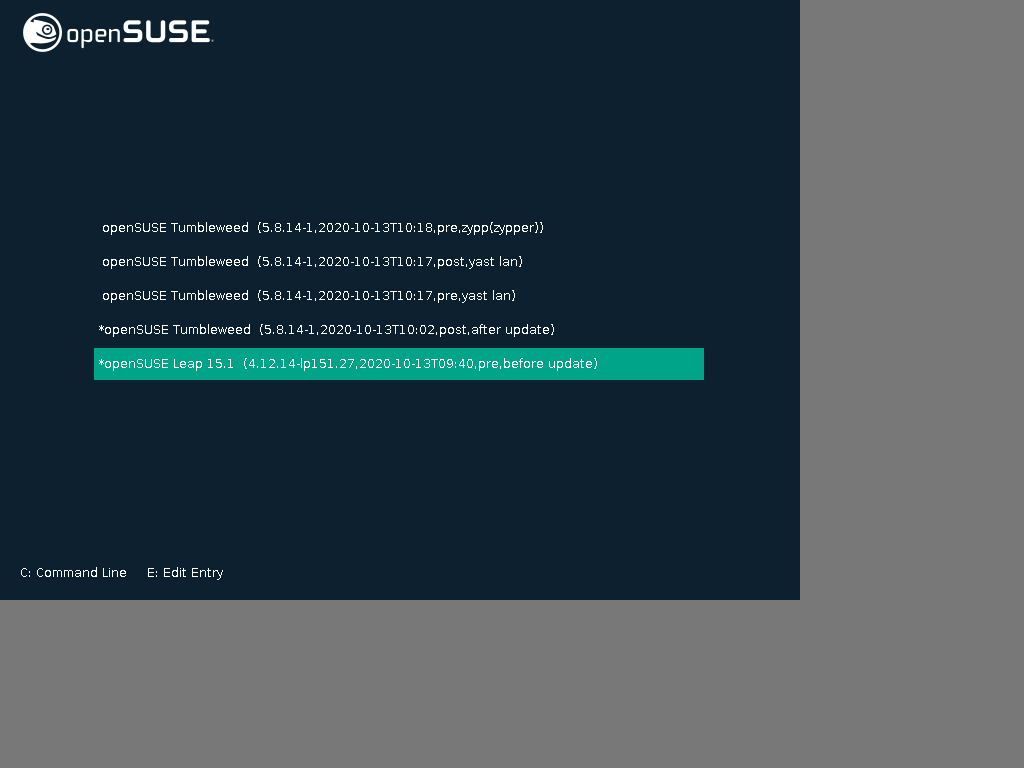 openSUSE
openSUSE Tumbleweed  (5.8.14-1,2020-10-13T10:18,pre,zypp(zypper))
openSUSE Tumbleweed  (5.8.14-1,2020-10-13T10:17,post,yast lan)
openSUSE Tumbleweed  (5.8.14-1,2020-10-13T10:17,pre,yast lan)
*openSUSE Tumbleweed  (5.8.14-1,2020-10-13T10:02,post,after update)
*openSUSE Leap 15.1  (4.12.14-lp151.27,2020-10-13T09:40,pre,before update)
C: Command Line     E: Edit Entry